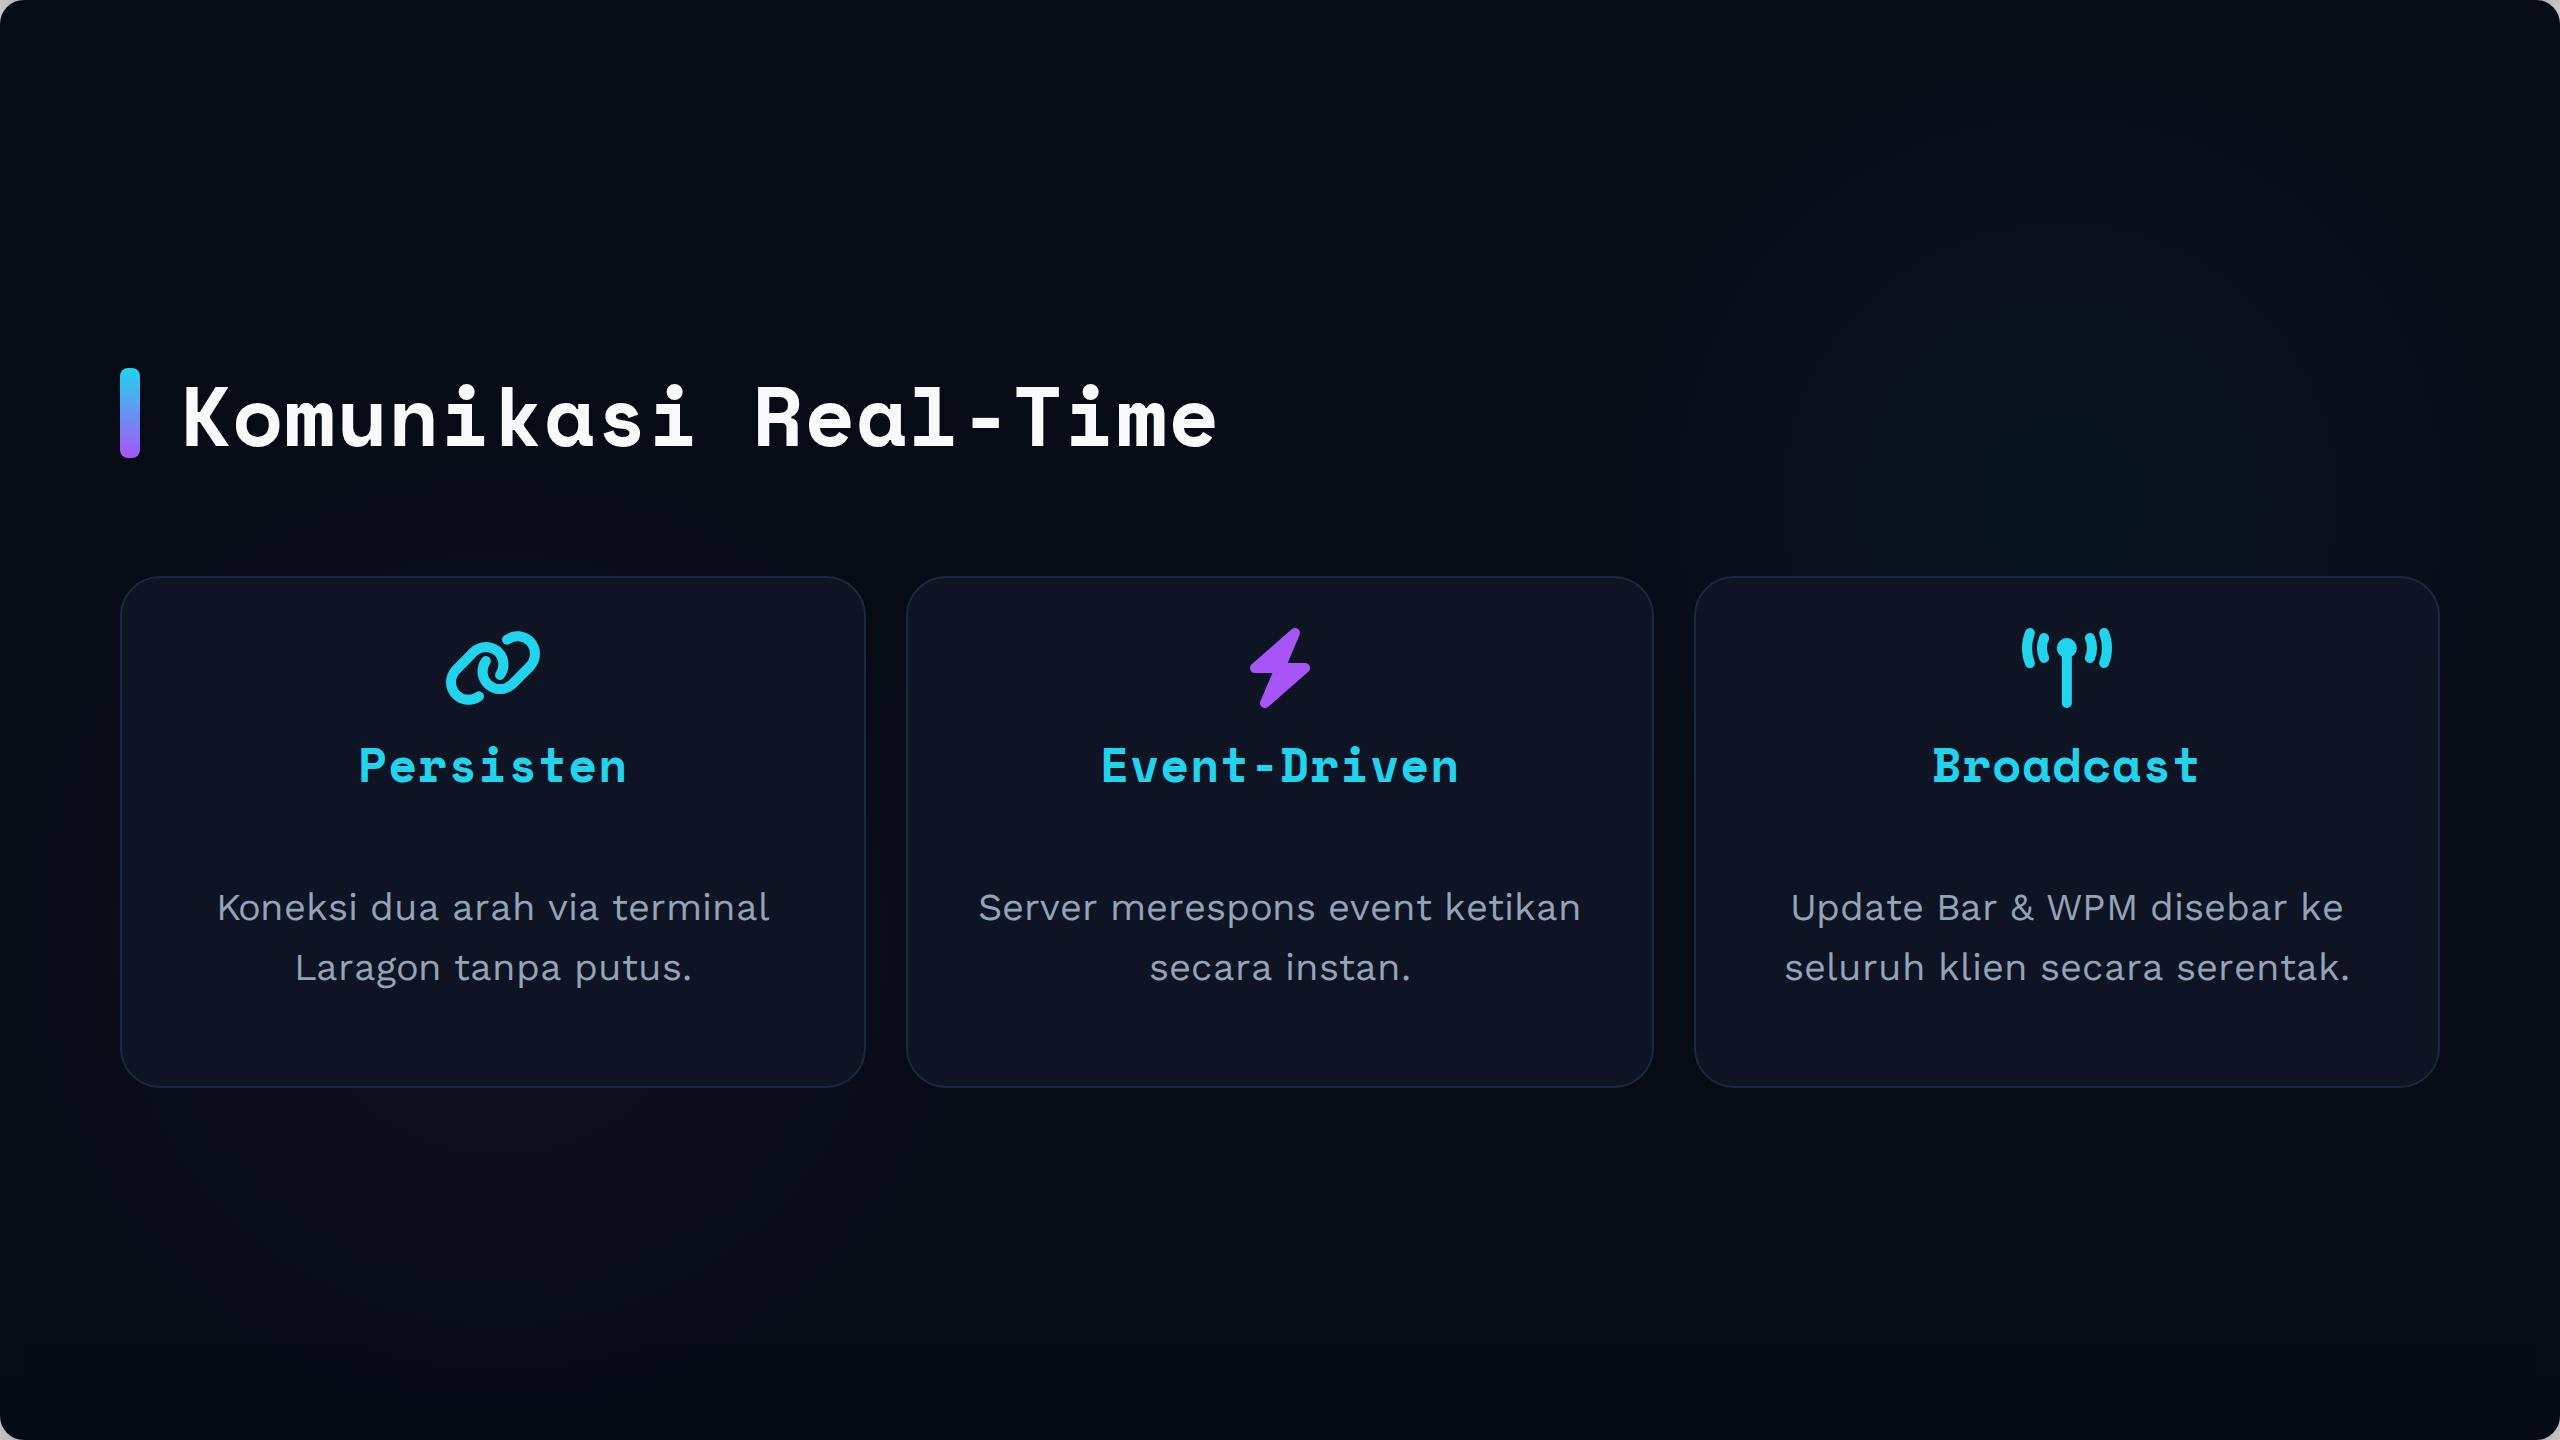 Komunikasi Real-Time
Persisten
Koneksi dua arah via terminal
Laragon tanpa putus.
Event-Driven
Server merespons event ketikan
secara instan.
Broadcast
Update Bar & WPM disebar ke
seluruh klien secara serentak.